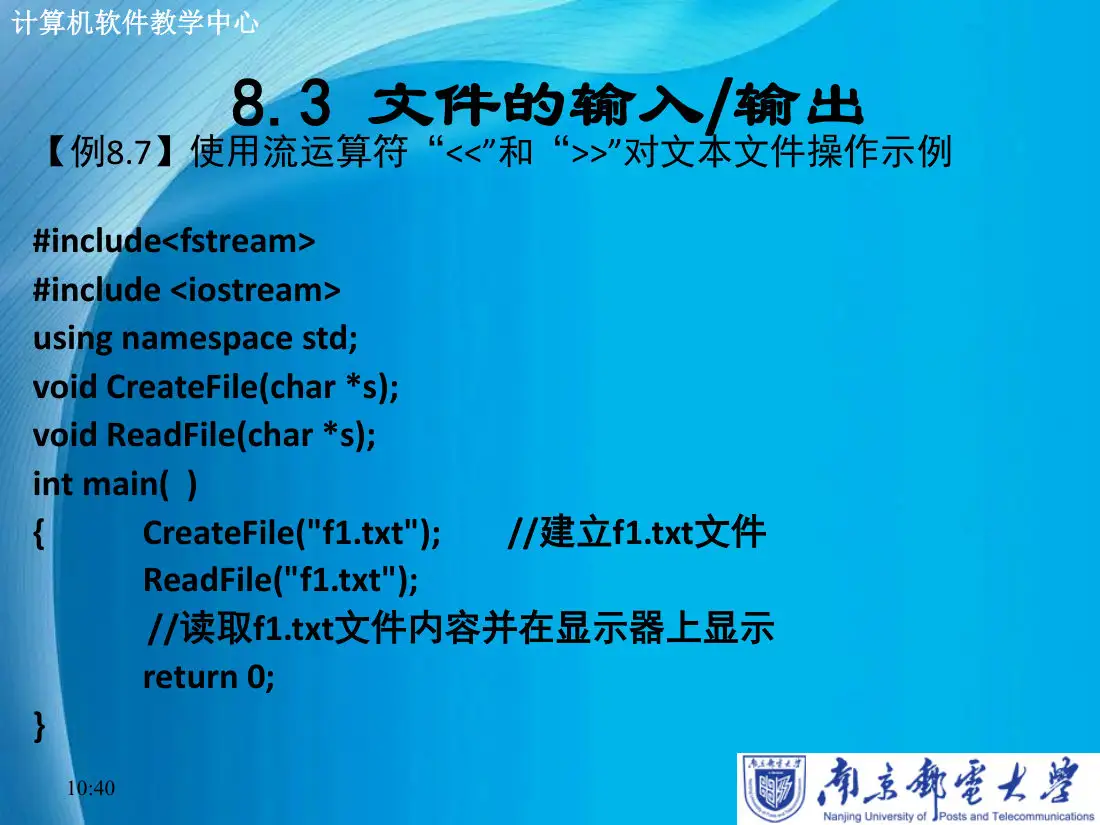 计算机软件教学中心
8.3 文件的输入/输出
【例8.7】使用流运算符“<<”和“>>”对文本文件操作示例
#include<fstream>
#include <iostream>
using namespace std;
void CreateFile(char *s);
void ReadFile(char *s);
int main(  )
{	CreateFile("f1.txt");	//建立f1.txt文件
ReadFile("f1.txt");
//读取f1.txt文件内容并在显示器上显示
return 0;
}
10:40
南京郵電大學
Nanjing University of Posts and Telecommunications